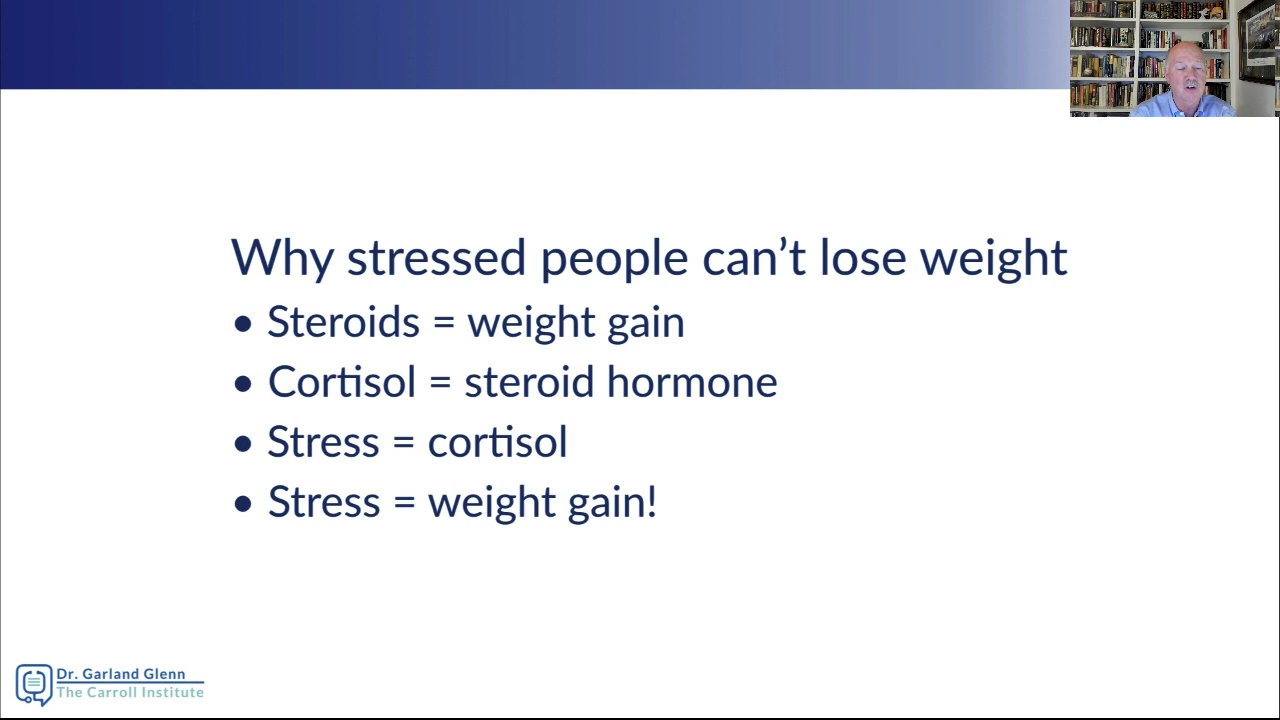 Why stressed people can’t lose weight
• Steroids = weight gain
• Cortisol = steroid hormone
• Stress = cortisol
• Stress = weight gain!
Dr. Garland Glenn
The Carroll Institute